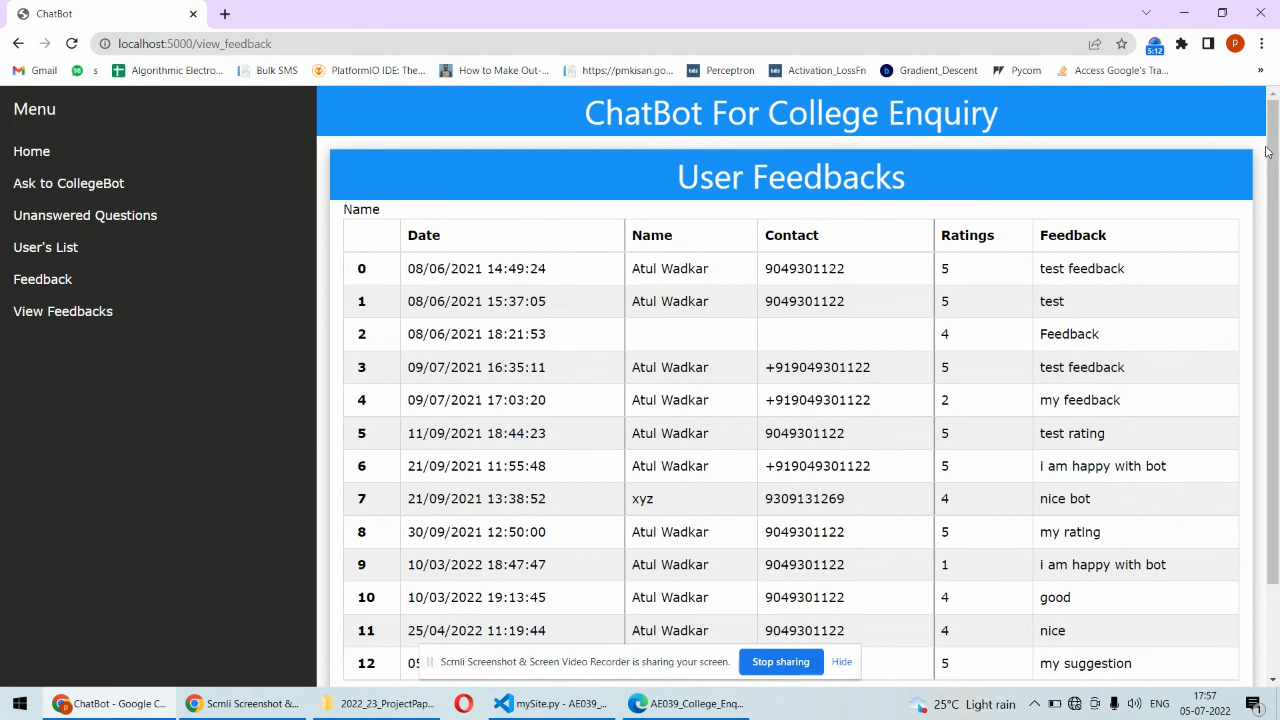 ChatBot
localhost:5000/view_feedback
5:12
p
Gmail
98
s
Algorithmic Electro...
Bulk SMS
PlatformIO IDE: The...
How to Make Out-...
https://pmkisan.go...
tds
Perceptron
tds
Activation_LossFn
Gradient_Descent
Pycom
Access Google's Tra...
»
Menu
Home
Ask to CollegeBot
Unanswered Questions
User's List
Feedback
View Feedbacks
ChatBot For College Enquiry
User Feedbacks
Name
Date Name Contact Ratings Feedback
0 08/06/2021 14:49:24 Atul Wadkar 9049301122 5 test feedback
1 08/06/2021 15:37:05 Atul Wadkar 9049301122 5 test
2 08/06/2021 18:21:53 4 Feedback
3 09/07/2021 16:35:11 Atul Wadkar +919049301122 5 test feedback
4 09/07/2021 17:03:20 Atul Wadkar +919049301122 2 my feedback
5 11/09/2021 18:44:23 Atul Wadkar 9049301122 5 test rating
6 21/09/2021 11:55:48 Atul Wadkar +919049301122 5 i am happy with bot
7 21/09/2021 13:38:52 xyz 9309131269 4 nice bot
8 30/09/2021 12:50:00 Atul Wadkar 9049301122 5 my rating
9 10/03/2022 18:47:47 Atul Wadkar 9049301122 1 i am happy with bot
10 10/03/2022 19:13:45 Atul Wadkar 9049301122 4 good
11 25/04/2022 11:19:44 Atul Wadkar 9049301122 4 nice
12 5 my suggestion
Scrnli Screenshot & Screen Video Recorder is sharing your screen. Stop sharing Hide
ChatBot - Google C...
Scrnli Screenshot &...
2022_23_ProjectPap...
mySite.py - AE039_...
AE039_College_Enq...
25°C Light rain
ENG
17:57
05-07-2022
1